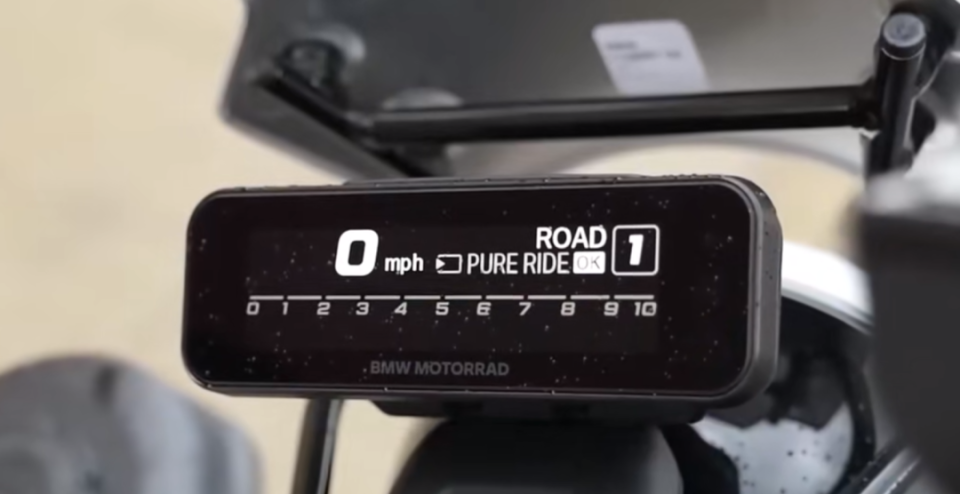 0 mph ROAD 1
PURE RIDE OK
0 1 2 3 4 5 6 7 8 9 10
BMW MOTORRAD